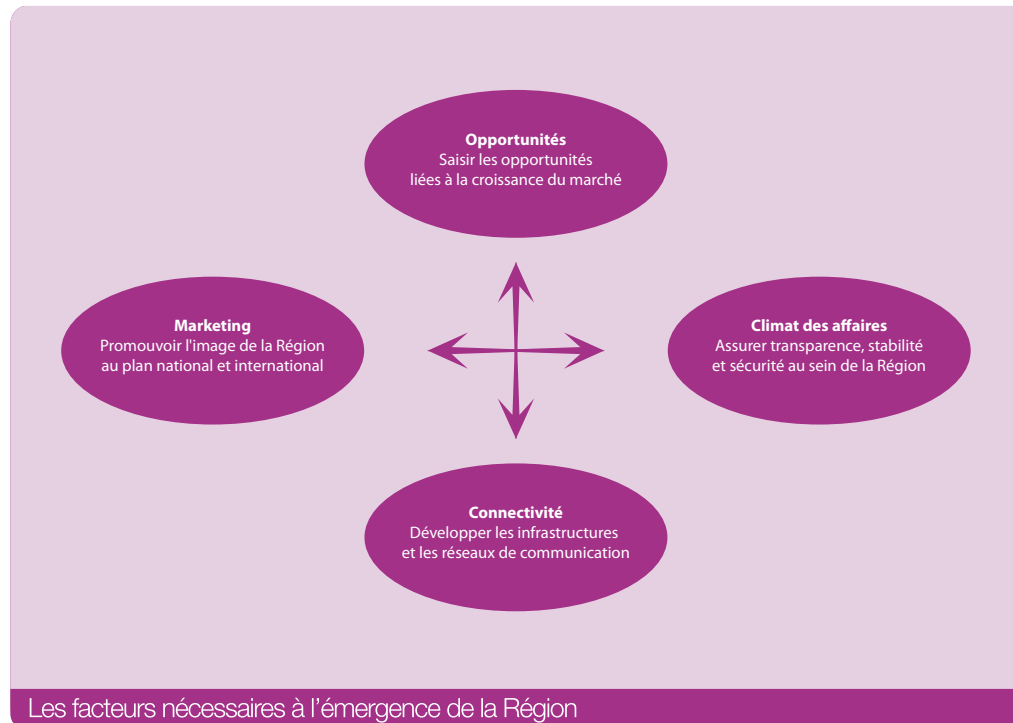 Opportunités
Saisir les opportunités
liées à la croissance du marché
Marketing
Promouvoir l'image de la Région
au plan national et international
Climat des affaires
Assurer transparence, stabilité
et sécurité au sein de la Région
Connectivité
Développer les infrastructures
et les réseaux de communication
Les facteurs nécessaires à l’émergence de la Région